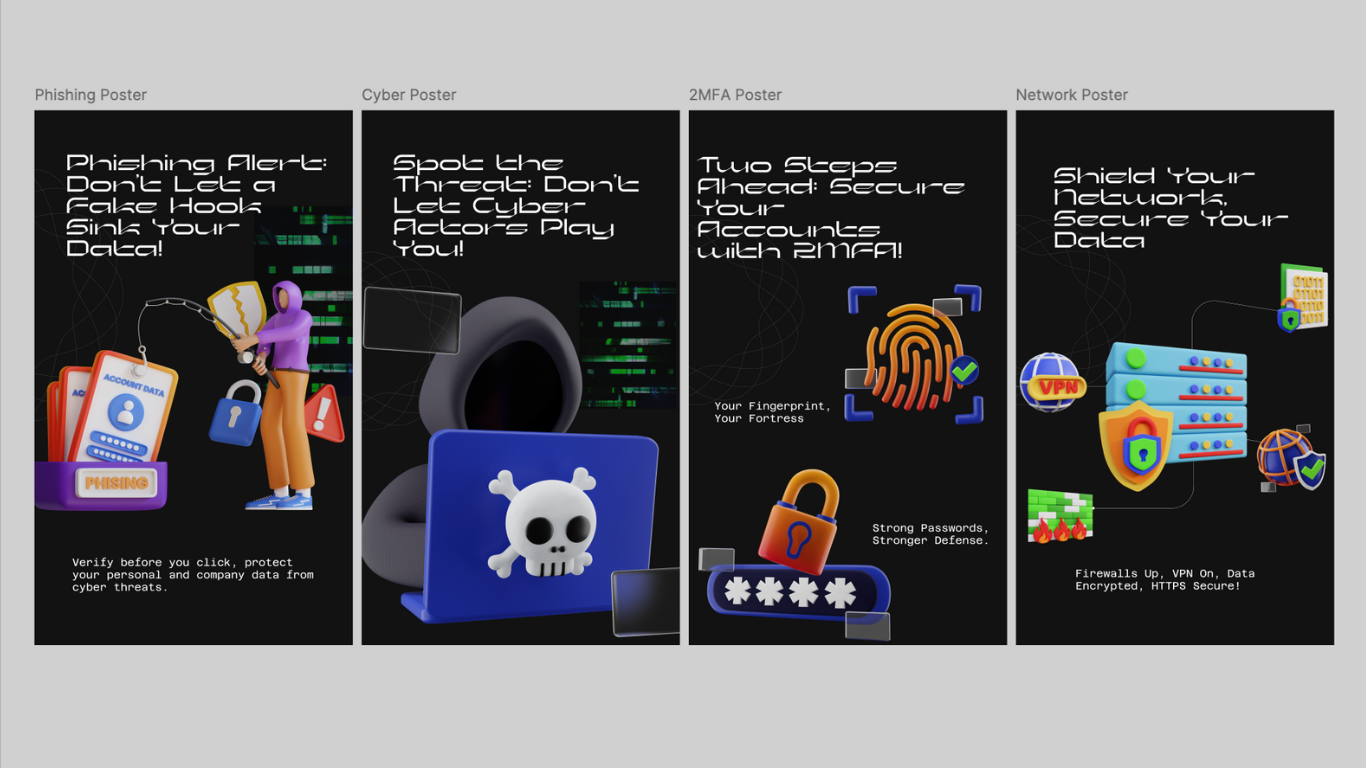 Phishing Poster
Phishing Alert:
Don't Let a
Fake Hook
Sink Your
Data!
ACCOUNT DATA
PHISING
Verify before you click, protect
your personal and company data from
cyber threats.
Cyber Poster
Spot the
Threat: Don't
Let Cyber
Actors Play
You!
2MFA Poster
Two Steps
Ahead: Secure
Your
Accounts
with 2MFA!
Your Fingerprint,
Your Fortress
Strong Passwords,
Stronger Defense.
Network Poster
Shield Your
Network,
Secure Your
Data
VPN
Firewalls Up, VPN On, Data
Encrypted, HTTPS Secure!